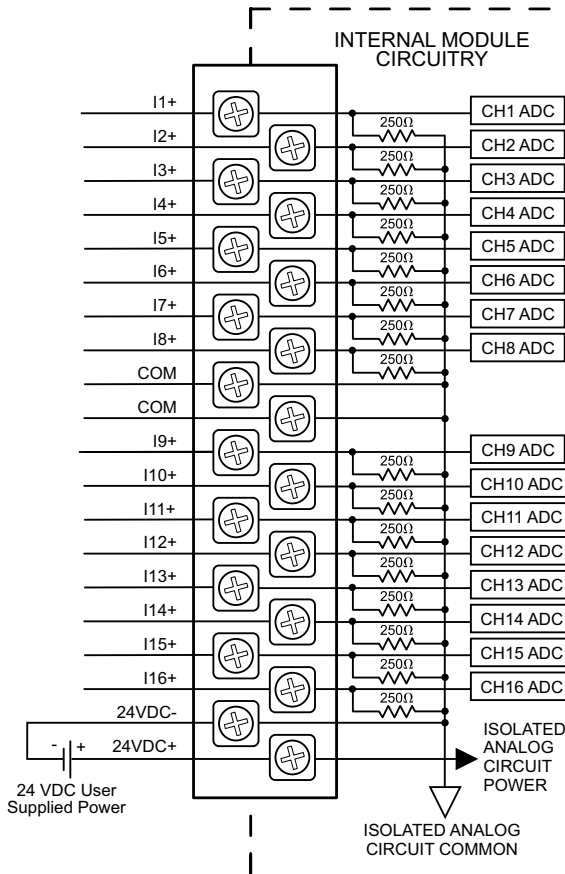 INTERNAL MODULE
CIRCUITRY
I1+
250Ω
CH1 ADC
I2+
250Ω
CH2 ADC
I3+
250Ω
CH3 ADC
I4+
250Ω
CH4 ADC
I5+
250Ω
CH5 ADC
I6+
250Ω
CH6 ADC
I7+
250Ω
CH7 ADC
I8+
250Ω
CH8 ADC
COM
COM
I9+
250Ω
CH9 ADC
I10+
250Ω
CH10 ADC
I11+
250Ω
CH11 ADC
I12+
250Ω
CH12 ADC
I13+
250Ω
CH13 ADC
I14+
250Ω
CH14 ADC
I15+
250Ω
CH15 ADC
I16+
250Ω
CH16 ADC
24VDC-
- +
24VDC+
24 VDC User
Supplied Power
ISOLATED
ANALOG
CIRCUIT
POWER
ISOLATED ANALOG
CIRCUIT COMMON